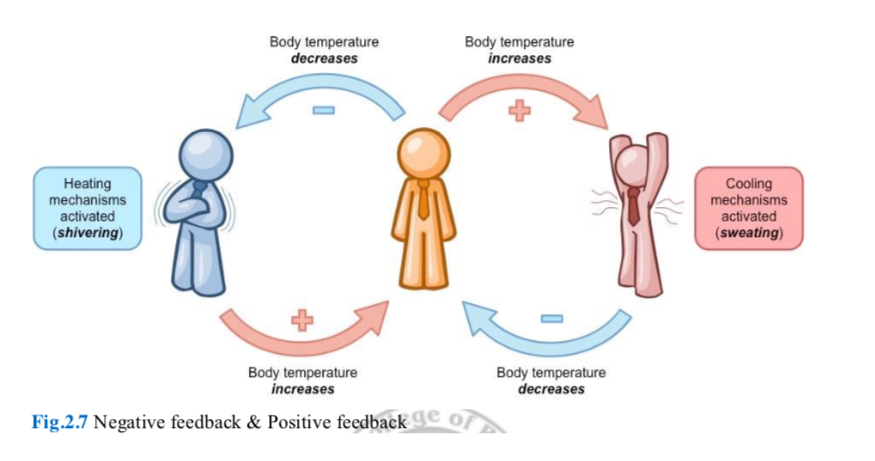 Body temperature
decreases
Body temperature
increases
Heating
mechanisms
activated
(shivering)
Cooling
mechanisms
activated
(sweating)
Body temperature
increases
Body temperature
decreases
Fig.2.7 Negative feedback & Positive feedback
of